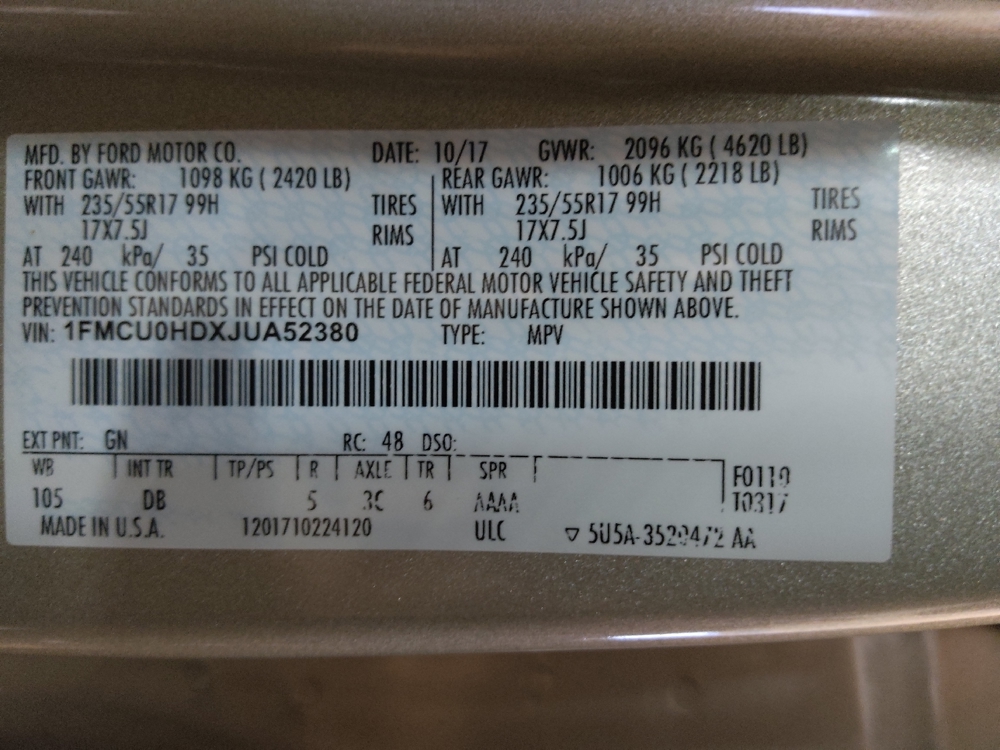 MFD. BY FORD MOTOR CO. DATE: 10/17 GVWR: 2096 KG ( 4620 LB)
FRONT GAWR: 1098 KG ( 2420 LB) REAR GAWR: 1006 KG ( 2218 LB)
WITH 235/55R17 99H TIRES WITH 235/55R17 99H TIRES
17X7.5J RIMS 17X7.5J RIMS
AT 240 kPa/ 35 PSI COLD AT 240 kPa/ 35 PSI COLD
THIS VEHICLE CONFORMS TO ALL APPLICABLE FEDERAL MOTOR VEHICLE SAFETY AND THEFT
PREVENTION STANDARDS IN EFFECT ON THE DATE OF MANUFACTURE SHOWN ABOVE.
VIN: 1FMCU0HDXJUA52380 TYPE: MPV
EXT PNT: GN RC: 48 DSO:
WB INT TR TP/PS R AXLE TR SPR
105 DB 5 3C 6 AAAA
F0110
T0317
MADE IN U.S.A. 1201710224120 ULC ▽ 5U5A-3520472 AA